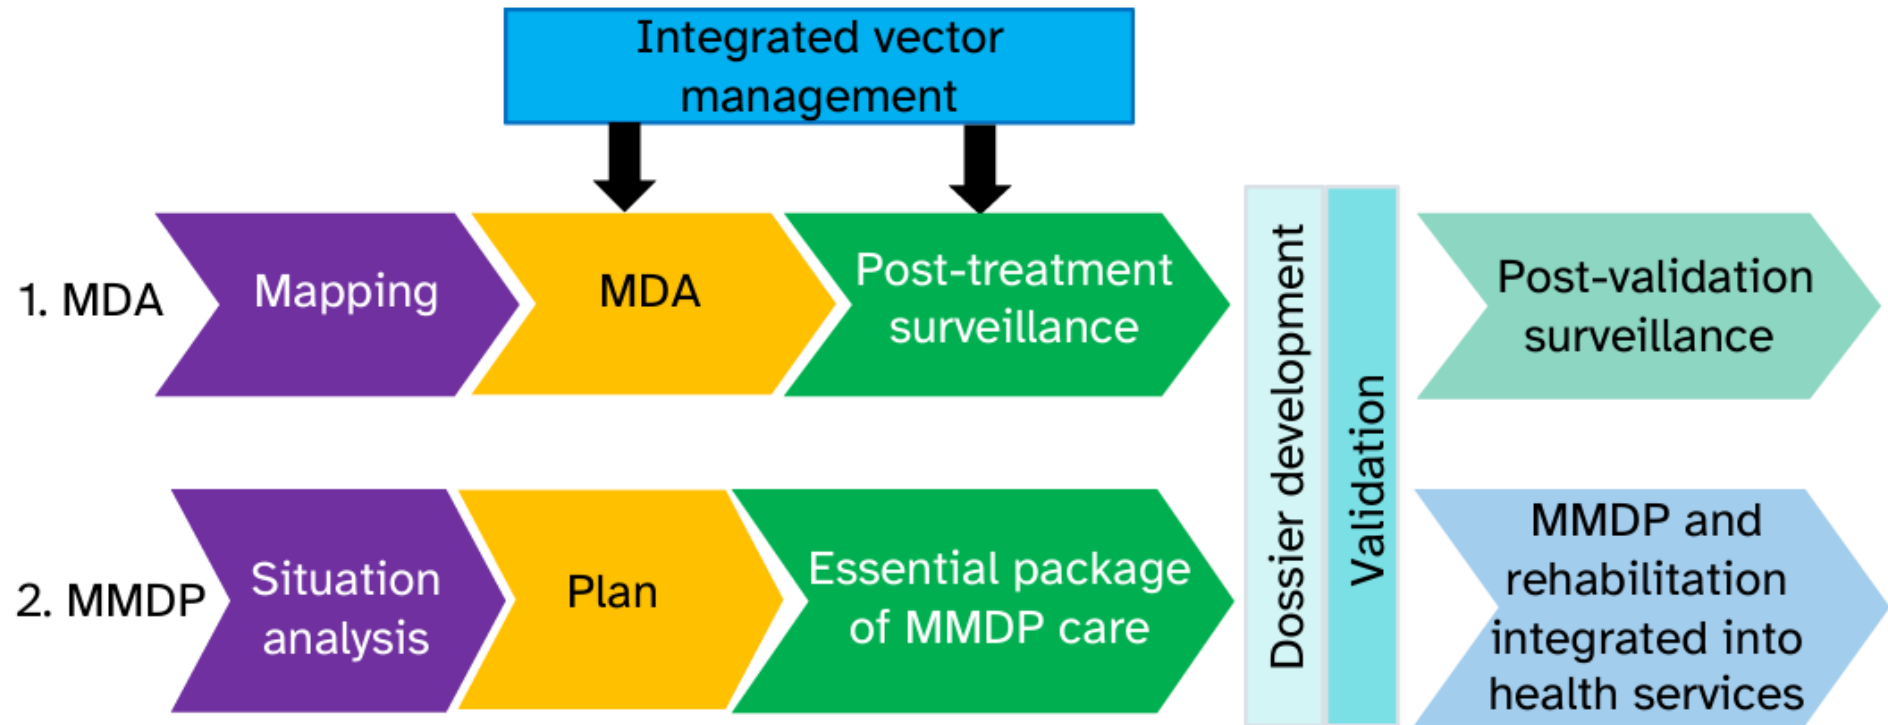 Integrated vector
management
1. MDA
Mapping
MDA
Post-treatment
surveillance
Dossier development
Validation
Post-validation
surveillance
2. MMDP
Situation
analysis
Plan
Essential package
of MMDP care
MMDP and
rehabilitation
integrated into
health services